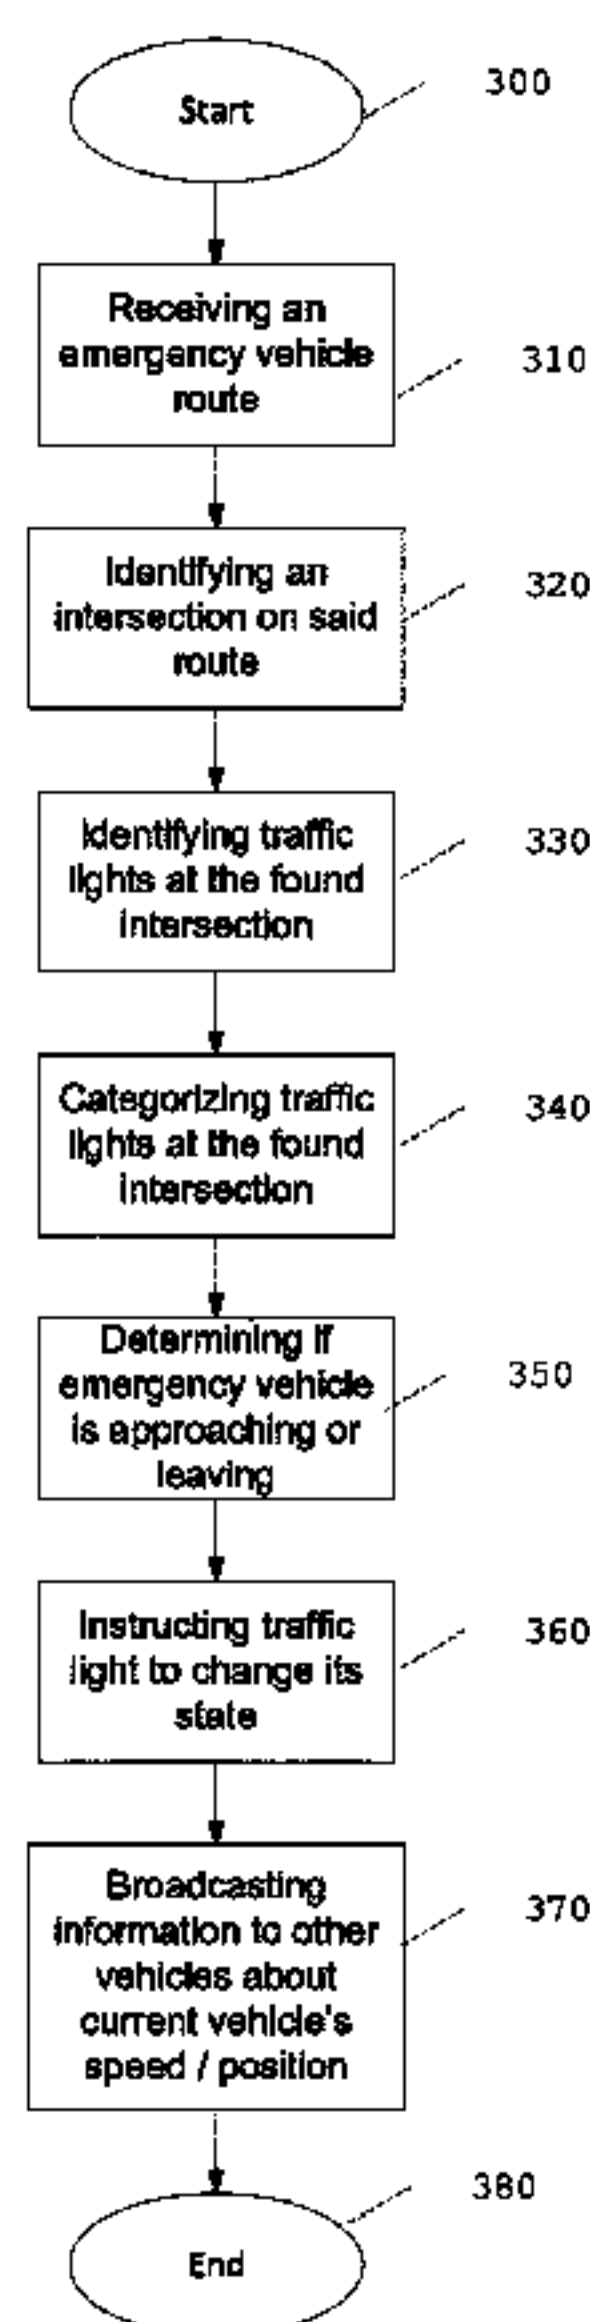 Start
300
Receiving an
emergency vehicle
route
310
Identifying an
intersection on said
route
320
Identifying traffic
lights at the found
intersection
330
Categorizing traffic
lights at the found
intersection
340
Determining if
emergency vehicle
is approaching or
leaving
350
Instructing traffic
light to change its
state
360
Broadcasting
information to other
vehicles about
current vehicle's
speed / position
370
380
End